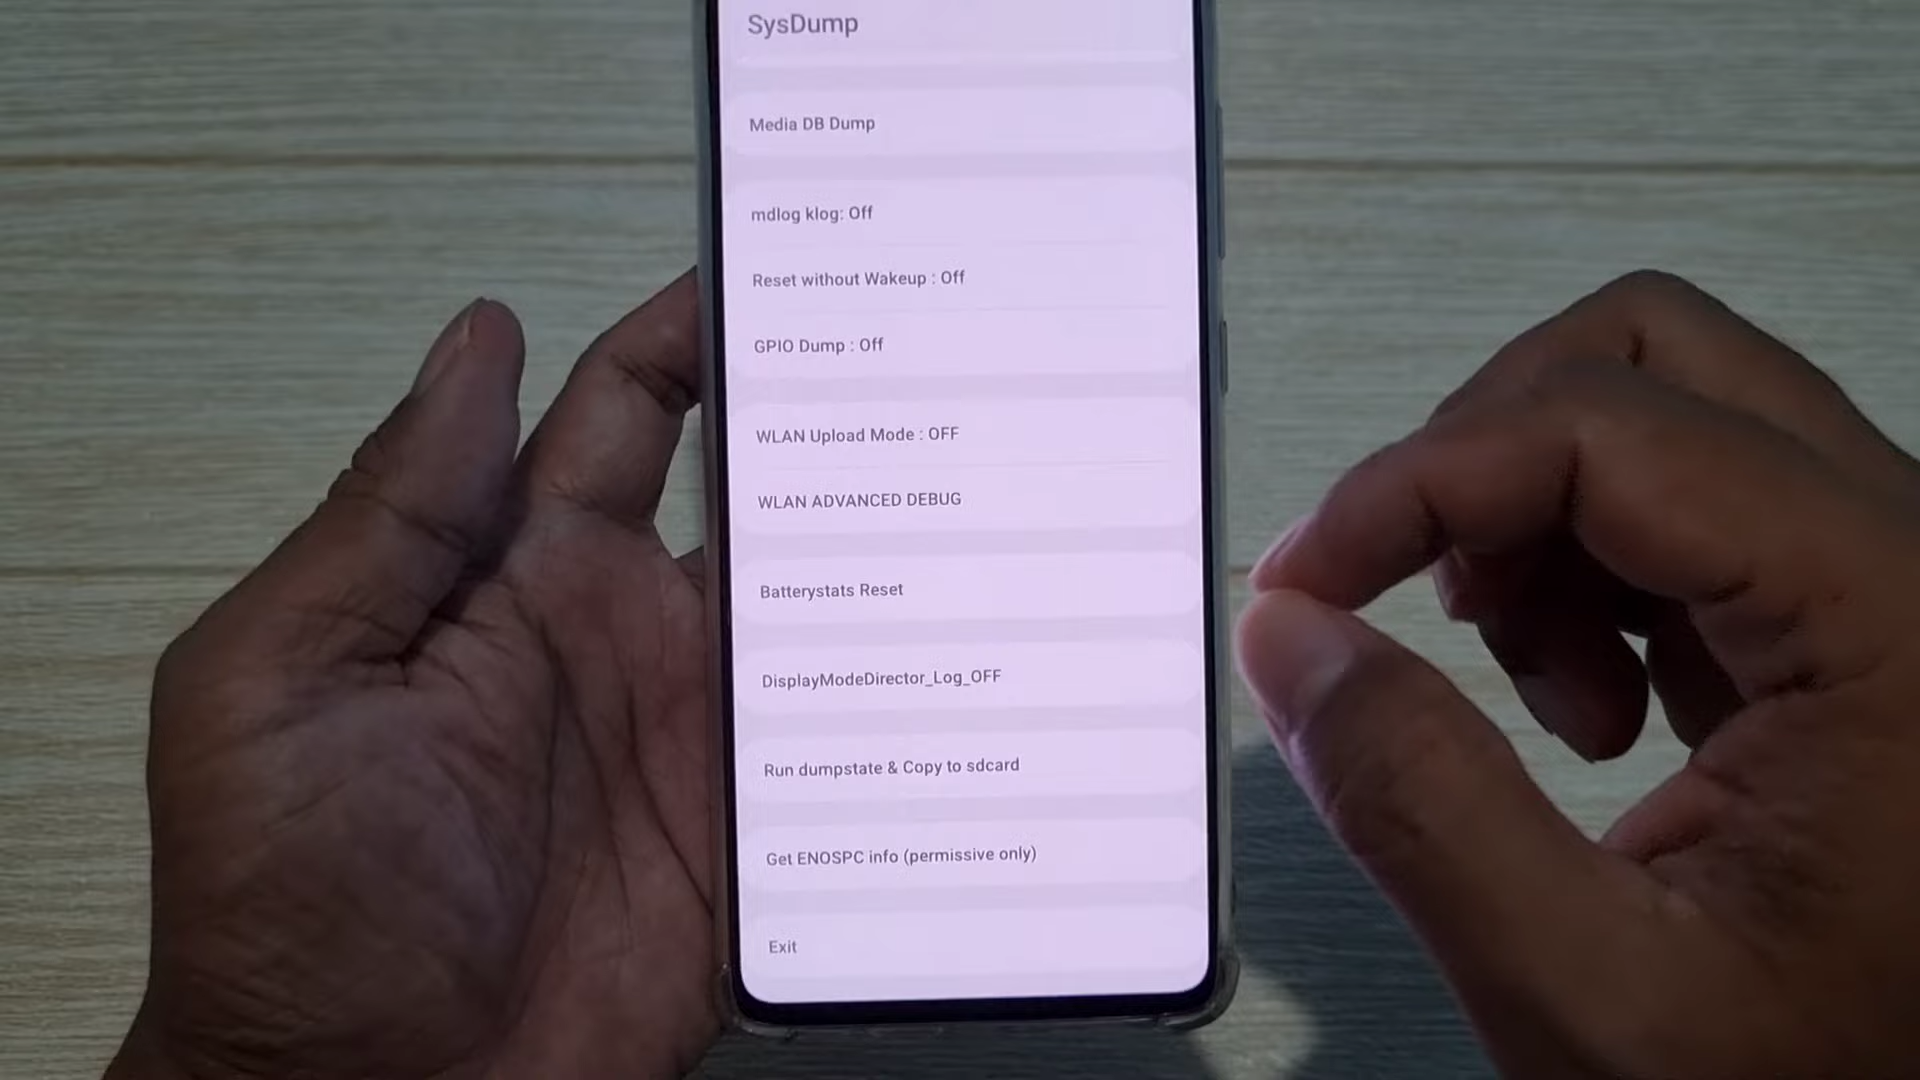 SysDump
Media DB Dump
mdlog klog: Off
Reset without Wakeup : Off
GPIO Dump : Off
WLAN Upload Mode : OFF
WLAN ADVANCED DEBUG
Batterystats Reset
DisplayModeDirector_Log_OFF
Run dumpstate & Copy to sdcard
Get ENOSPC info (permissive only)
Exit